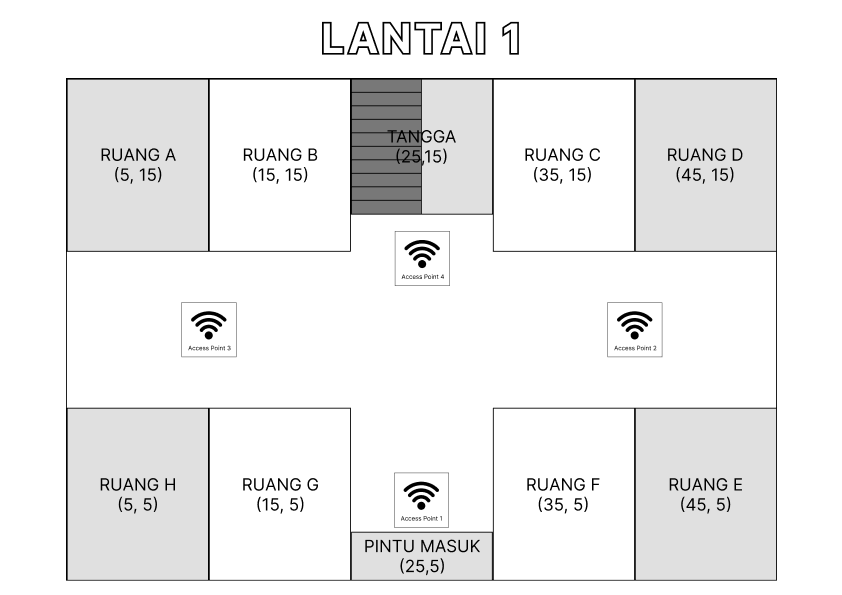 LANTAI 1
RUANG A
(5, 15)
RUANG B
(15, 15)
TANGGA
(25,15)
RUANG C
(35, 15)
RUANG D
(45, 15)
Access Point 4
Access Point 3
Access Point 2
RUANG H
(5, 5)
RUANG G
(15, 5)
Access Point 1
RUANG F
(35, 5)
RUANG E
(45, 5)
PINTU MASUK
(25,5)